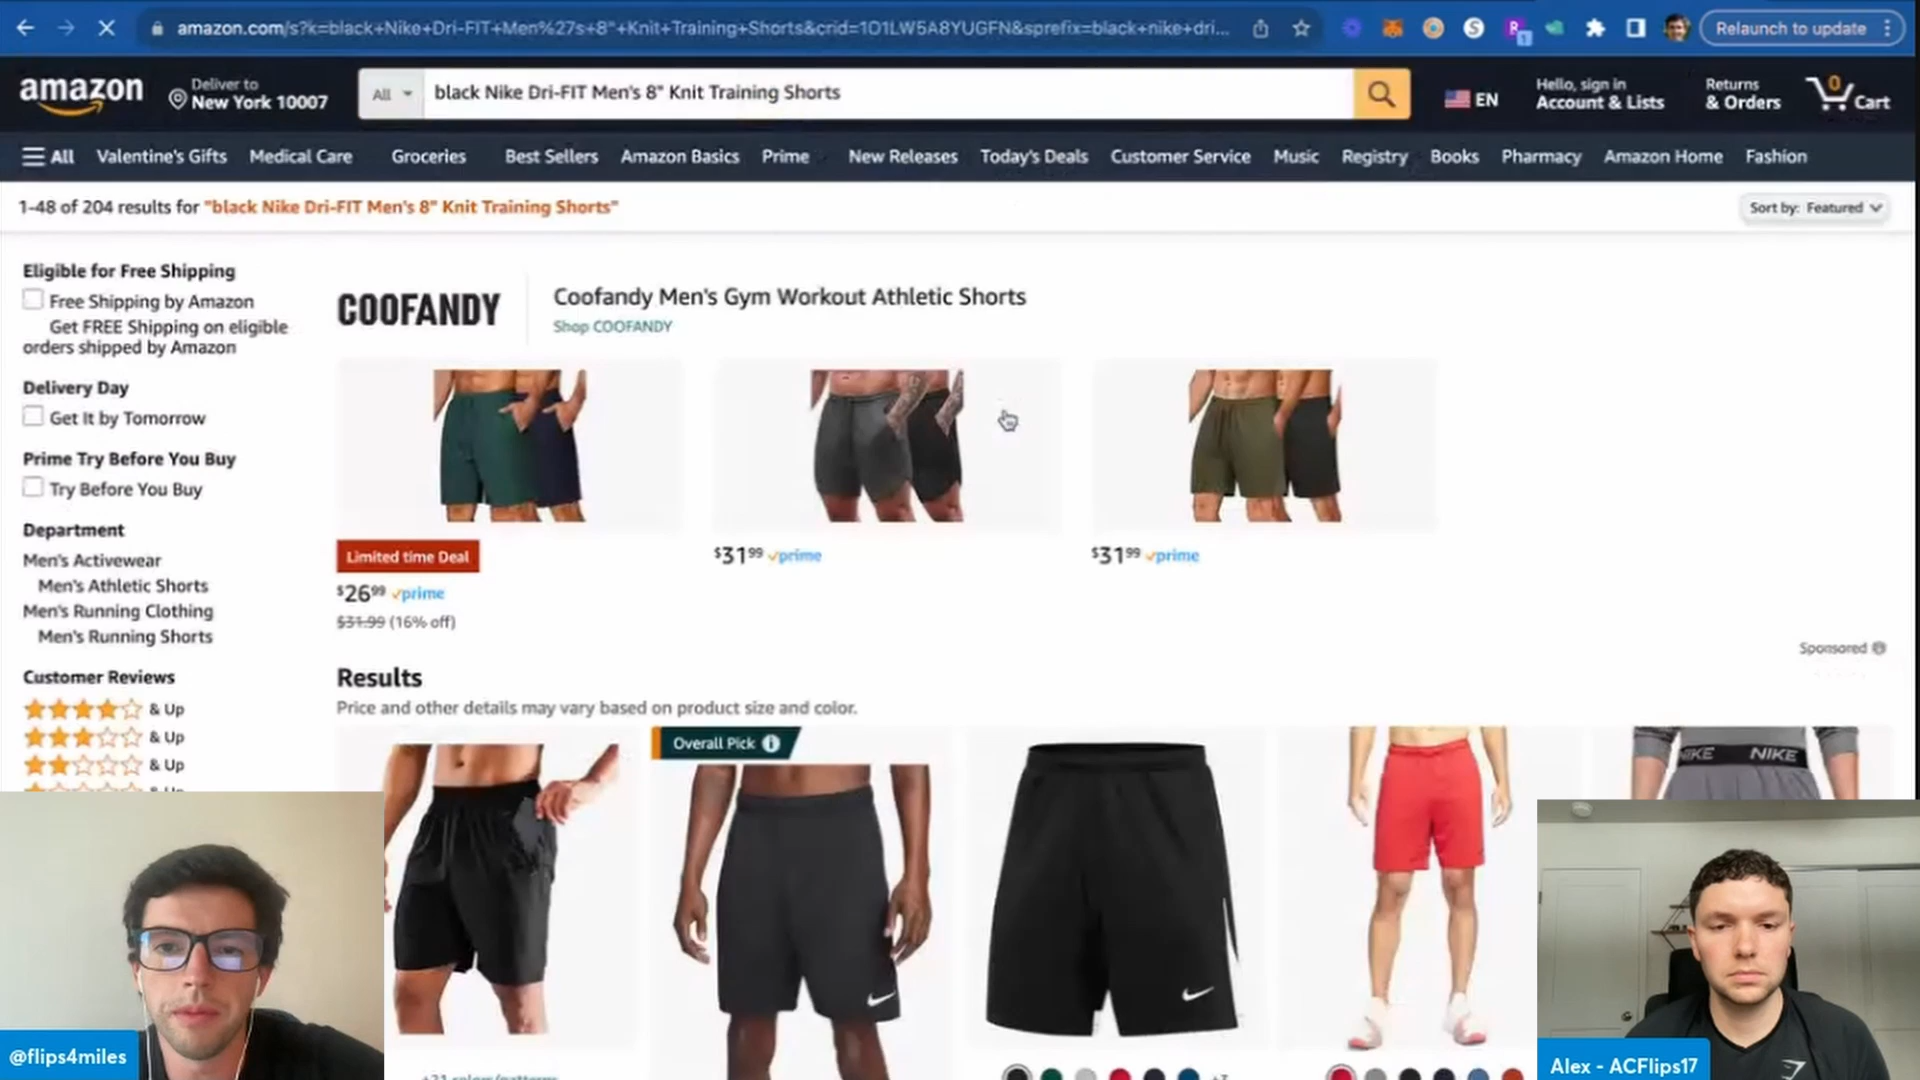 amazon.com/s?k=black+Nike+Dri-FIT+Men%27s+8"+Knit+Training+Shorts&crid=1O1LW5A8YUGFN&sprefix=black+nike+dri...
Relaunch to update
amazon
Deliver to
New York 10007
All
black Nike Dri-FIT Men's 8" Knit Training Shorts
EN
Hello, sign in
Account & Lists
Returns
& Orders
0
Cart
All
Valentine's Gifts
Medical Care
Groceries
Best Sellers
Amazon Basics
Prime
New Releases
Today's Deals
Customer Service
Music
Registry
Books
Pharmacy
Amazon Home
Fashion
1-48 of 204 results for "black Nike Dri-FIT Men's 8" Knit Training Shorts"
Sort by: Featured
Eligible for Free Shipping
Free Shipping by Amazon
Get FREE Shipping on eligible
orders shipped by Amazon
Delivery Day
Get It by Tomorrow
Prime Try Before You Buy
Try Before You Buy
Department
Men's Activewear
Men's Athletic Shorts
Men's Running Clothing
Men's Running Shorts
Customer Reviews
& Up
& Up
& Up
COOFANDY
Coofandy Men's Gym Workout Athletic Shorts
Shop COOFANDY
Limited time Deal
$26.99 prime
$31.99 (16% off)
$31.99 prime
$31.99 prime
Sponsored
Results
Price and other details may vary based on product size and color.
Overall Pick
NIKE
NIKE
@flips4miles
Alex - ACFlips17